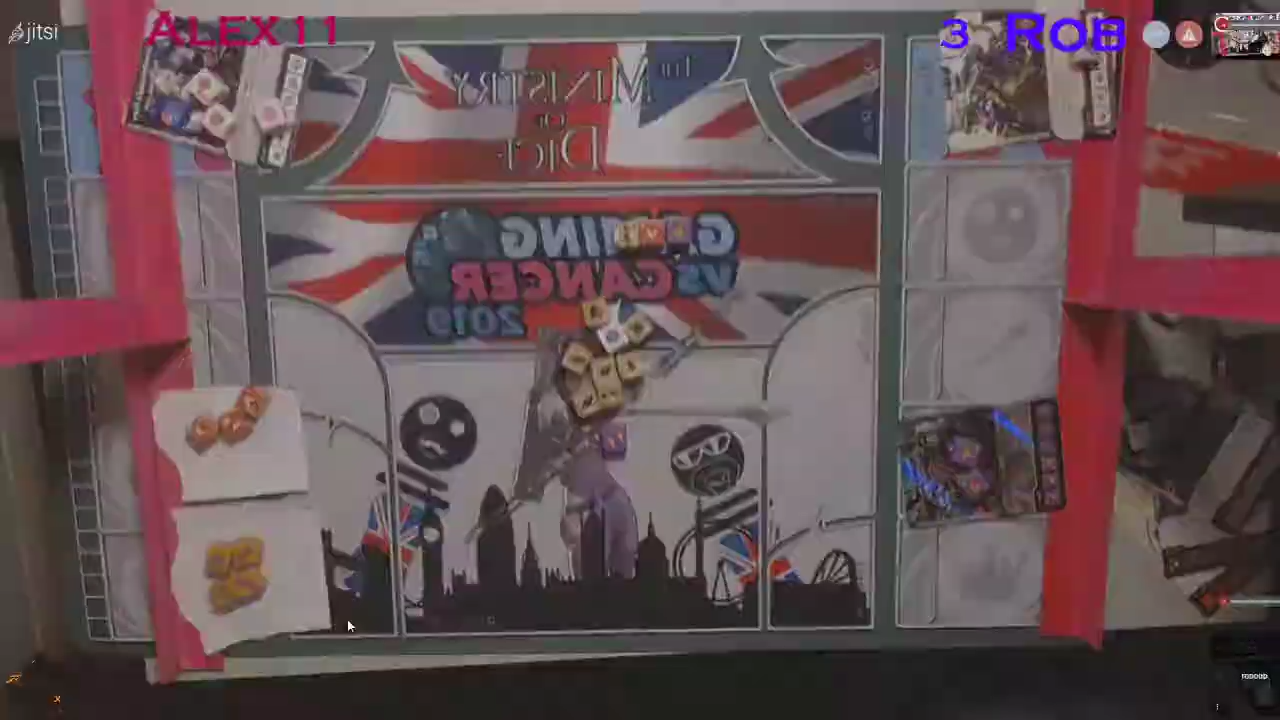 jitsi
ALEX 11
3 ROB
THE
MINISTRY
OF
DICE
GAMING
VS CANCER
2019